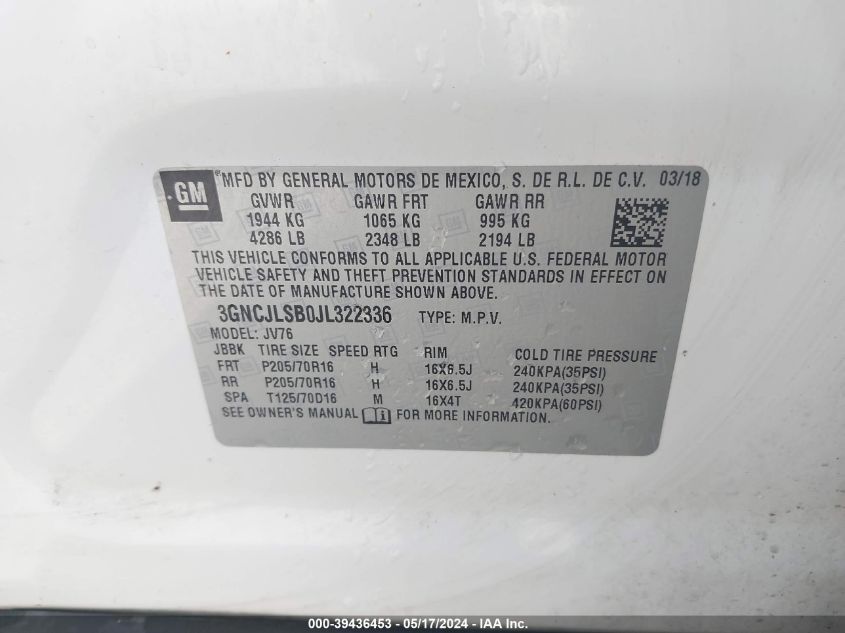 GM
® MFD BY GENERAL MOTORS DE MEXICO, S. DE R.L. DE C.V. 03/18
GVWR GAWR FRT GAWR RR
1944 KG 1065 KG 995 KG
4286 LB 2348 LB 2194 LB
THIS VEHICLE CONFORMS TO ALL APPLICABLE U.S. FEDERAL MOTOR
VEHICLE SAFETY AND THEFT PREVENTION STANDARDS IN EFFECT ON
THE DATE OF MANUFACTURE SHOWN ABOVE.
3GNCJLSB0JL322336 TYPE: M.P.V.
MODEL: JV76
JBBK TIRE SIZE SPEED RTG RIM COLD TIRE PRESSURE
FRT P205/70R16 H 16X6.5J 240KPA(35PSI)
RR P205/70R16 H 16X6.5J 240KPA(35PSI)
SPA T125/70D16 M 16X4T 420KPA(60PSI)
SEE OWNER'S MANUAL FOR MORE INFORMATION.
000-39436453 - 05/17/2024 - IAA Inc.